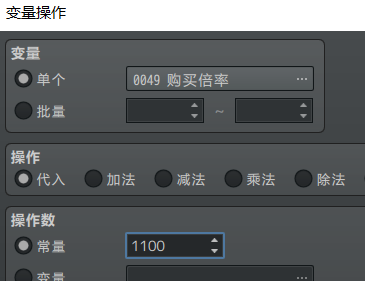 变量操作
变量
单个 0049 购买倍率 ...
批量 ~
操作
代入 加法 减法 乘法 除法
操作数
常量 1100
变量 ...